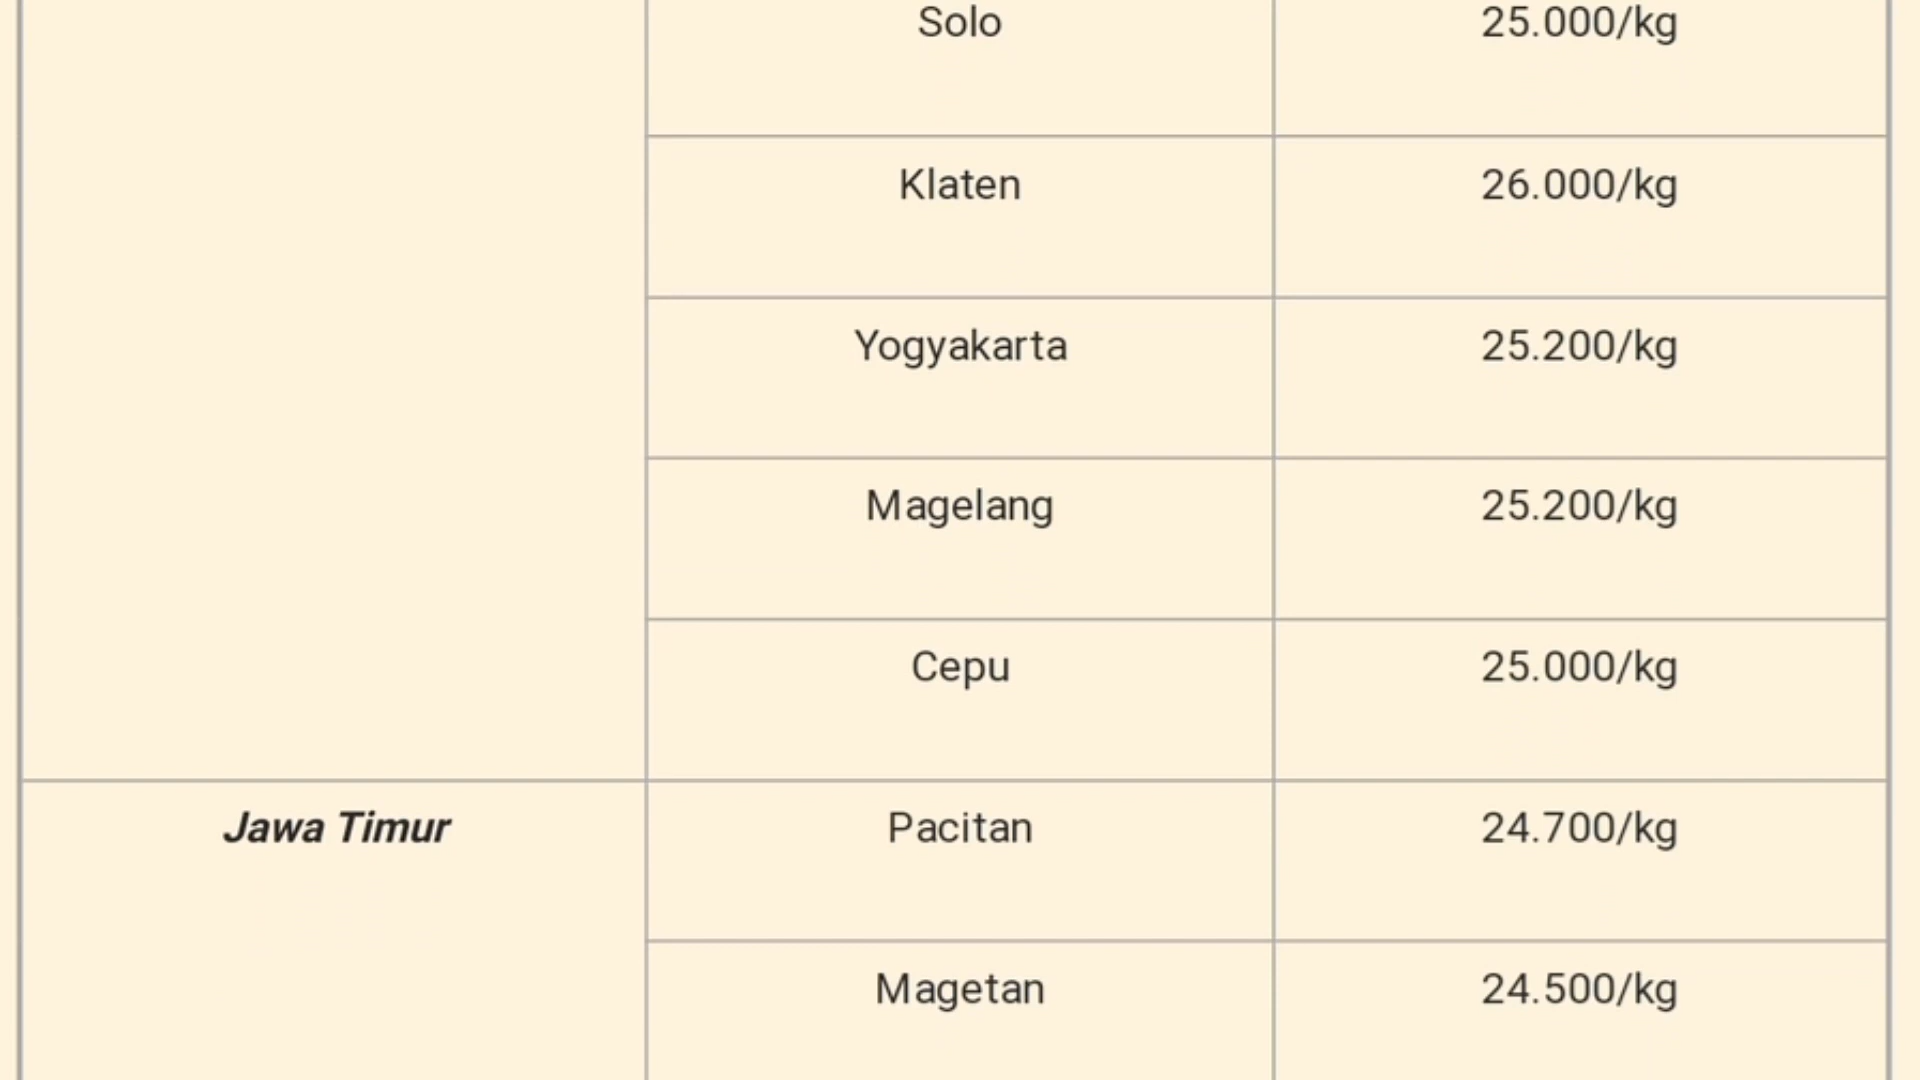 Solo 25.000/kg
Klaten 26.000/kg
Yogyakarta 25.200/kg
Magelang 25.200/kg
Cepu 25.000/kg
Jawa Timur Pacitan 24.700/kg
Magetan 24.500/kg